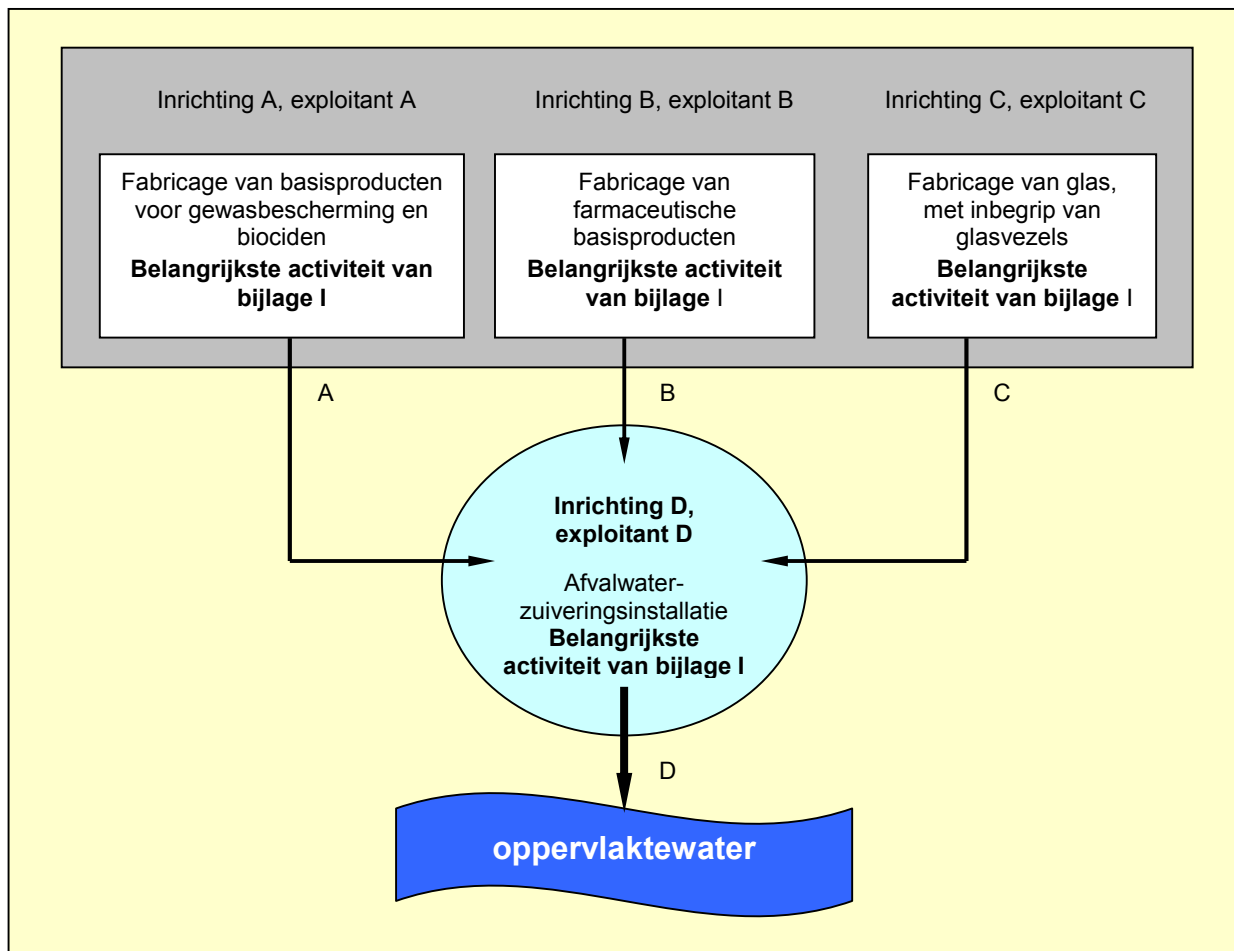 Inrichting A, exploitant A
Inrichting B, exploitant B
Inrichting C, exploitant C
Fabricage van basisproducten
voor gewasbescherming en
biociden
Belangrijkste activiteit van
bijlage I
Fabricage van
farmaceutische
basisproducten
Belangrijkste activiteit
van bijlage I
Fabricage van glas,
met inbegrip van
glasvezels
Belangrijkste
activiteit van bijlage I
A
B
C
Inrichting D,
exploitant D
Afvalwater-
zuiveringsinstallatie
Belangrijkste
activiteit van bijlage I
D
oppervlaktewater